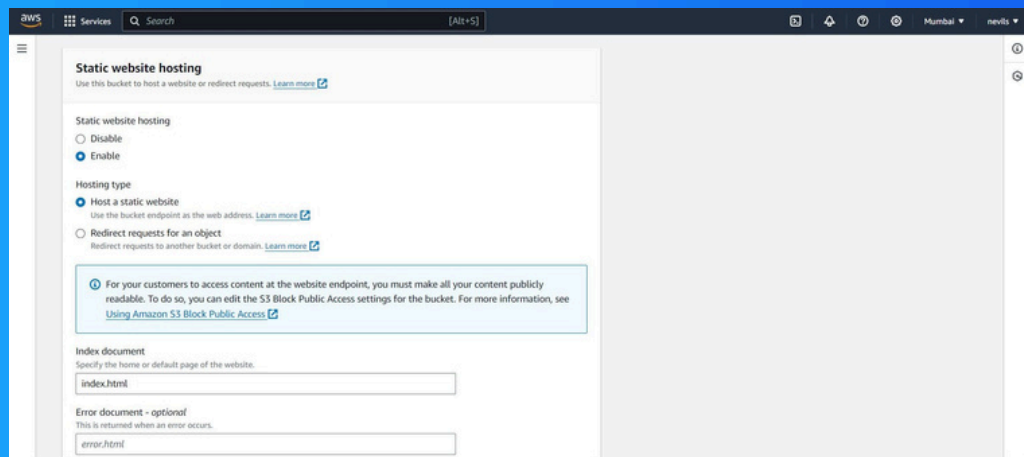 aws Services Search [Alt+S] Mumbai nevils
Static website hosting
Use this bucket to host a website or redirect requests. Learn more
Static website hosting
Disable
Enable
Hosting type
Host a static website
Use the bucket endpoint as the web address. Learn more
Redirect requests for an object
Redirect requests to another bucket or domain. Learn more
For your customers to access content at the website endpoint, you must make all your content publicly
readable. To do so, you can edit the S3 Block Public Access settings for the bucket. For more information, see
Using Amazon S3 Block Public Access
Index document
Specify the home or default page of the website.
index.html
Error document - optional
This is returned when an error occurs.
error.html